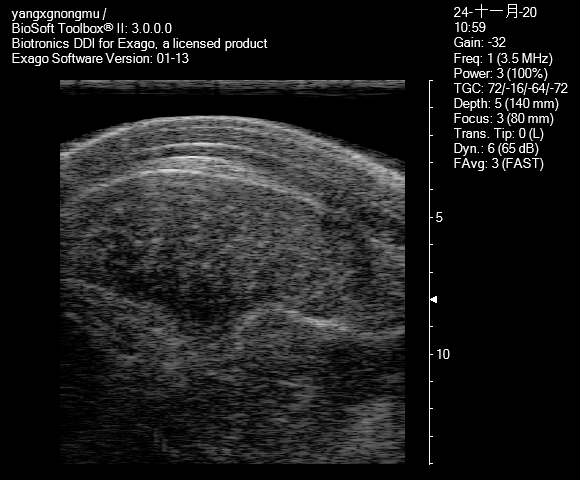 yangxgnongmu /
BioSoft Toolbox® II: 3.0.0.0
Biotronics DDI for Exago, a licensed product
Exago Software Version: 01-13
24-十一月-20
10:59
Gain: -32
Freq: 1 (3.5 MHz)
Power: 3 (100%)
TGC: 72/-16/-64/-72
Depth: 5 (140 mm)
Focus: 3 (80 mm)
Trans. Tip: 0 (L)
Dyn.: 6 (65 dB)
FAvg: 3 (FAST)
5
10